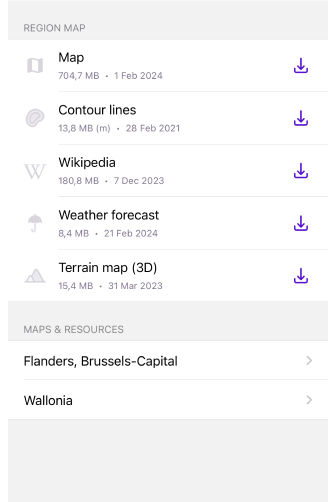 REGION MAP
Map
704,7 MB • 1 Feb 2024
Contour lines
13,8 MB (m) • 28 Feb 2021
Wikipedia
180,8 MB • 7 Dec 2023
Weather forecast
8,4 MB • 21 Feb 2024
Terrain map (3D)
15,4 MB • 31 Mar 2023
MAPS & RESOURCES
Flanders, Brussels-Capital
Wallonia